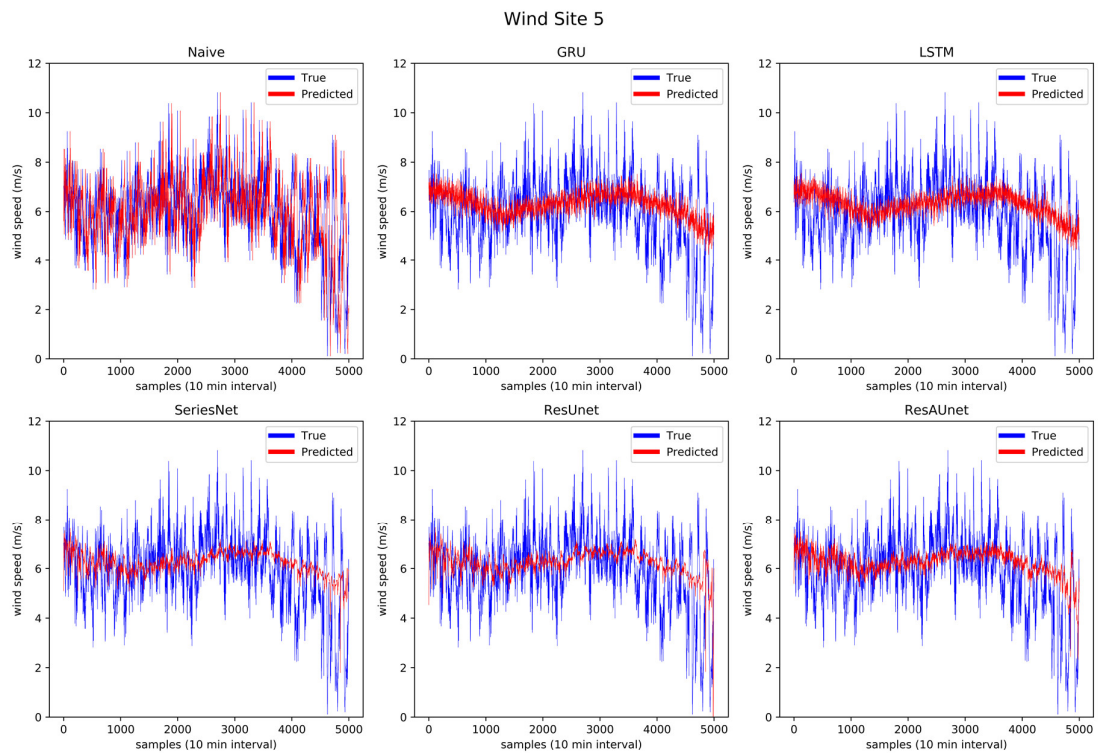 Wind Site 5
Naive
12
10
8
6
4
2
0
wind speed (m/s)
True
Predicted
0 1000 2000 3000 4000 5000
samples (10 min interval)
GRU
12
10
8
6
4
2
0
wind speed (m/s)
True
Predicted
0 1000 2000 3000 4000 5000
samples (10 min interval)
LSTM
12
10
8
6
4
2
0
wind speed (m/s)
True
Predicted
0 1000 2000 3000 4000 5000
samples (10 min interval)
SeriesNet
12
10
8
6
4
2
0
wind speed (m/s)
True
Predicted
0 1000 2000 3000 4000 5000
samples (10 min interval)
ResUnet
12
10
8
6
4
2
0
wind speed (m/s)
True
Predicted
0 1000 2000 3000 4000 5000
samples (10 min interval)
ResAUnet
12
10
8
6
4
2
0
wind speed (m/s)
True
Predicted
0 1000 2000 3000 4000 5000
samples (10 min interval)